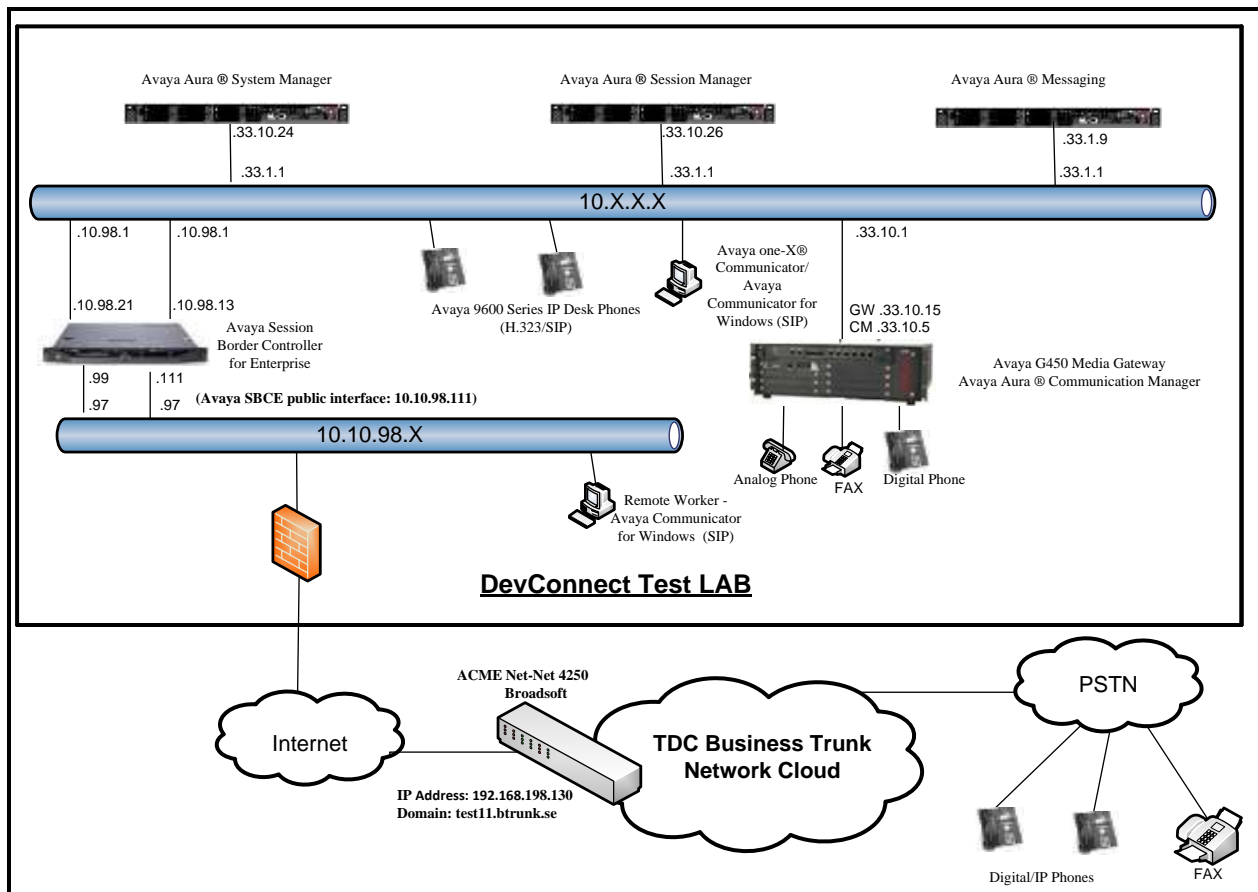 Avaya Aura ® System Manager
Avaya Aura ® Session Manager
Avaya Aura ® Messaging
.33.10.24
.33.10.26
.33.1.9
.33.1.1
.33.1.1
.33.1.1
10.X.X.X
.10.98.1
.10.98.1
.33.10.1
Avaya one-X®
Communicator/
Avaya
Communicator for
Windows (SIP)
Avaya 9600 Series IP Desk Phones
(H.323/SIP)
.10.98.21
.10.98.13
GW .33.10.15
CM .33.10.5
Avaya Session
Border Controller
for Enterprise
Avaya G450 Media Gateway
Avaya Aura ® Communication Manager
.99
.111
.97
.97
(Avaya SBCE public interface: 10.10.98.111)
10.10.98.X
Analog Phone
FAX
Digital Phone
Remote Worker -
Avaya Communicator
for Windows (SIP)
DevConnect Test LAB
ACME Net-Net 4250
Broadsoft
PSTN
Internet
TDC Business Trunk
Network Cloud
IP Address: 192.168.198.130
Domain: test11.btrunk.se
Digital/IP Phones
FAX